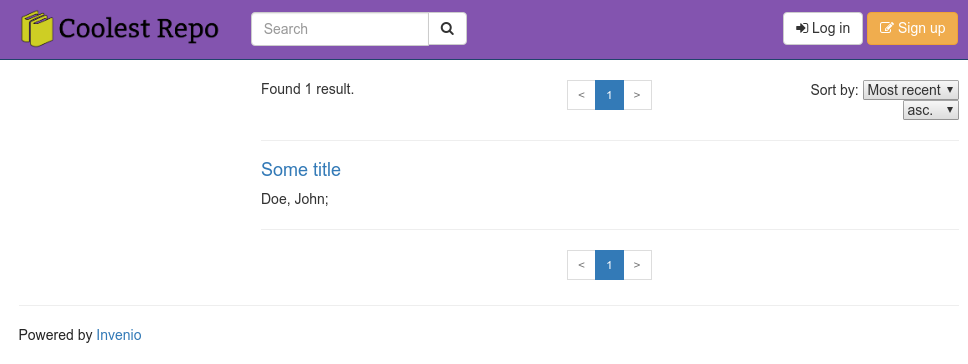 Coolest Repo Search Log in Sign up
Found 1 result. < 1 > Sort by: Most recent
asc.
Some title
Doe, John;
< 1 >
Powered by Invenio